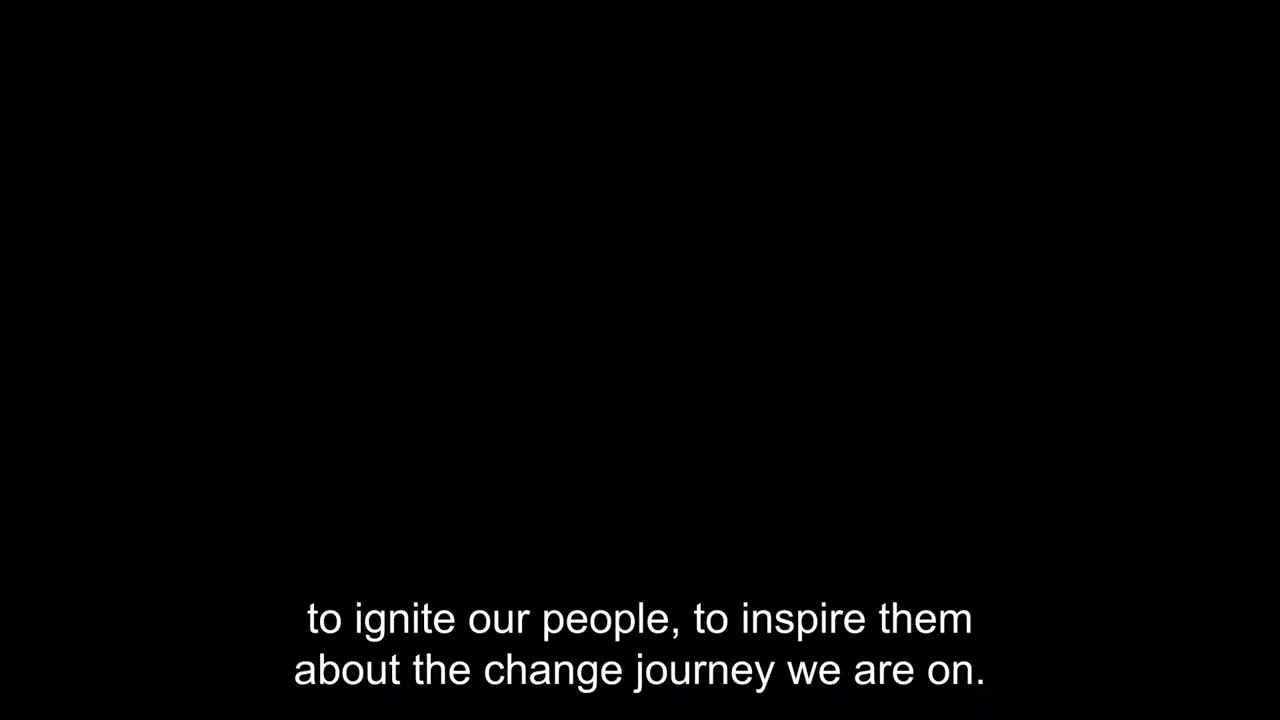 to ignite our people, to inspire them
about the change journey we are on.